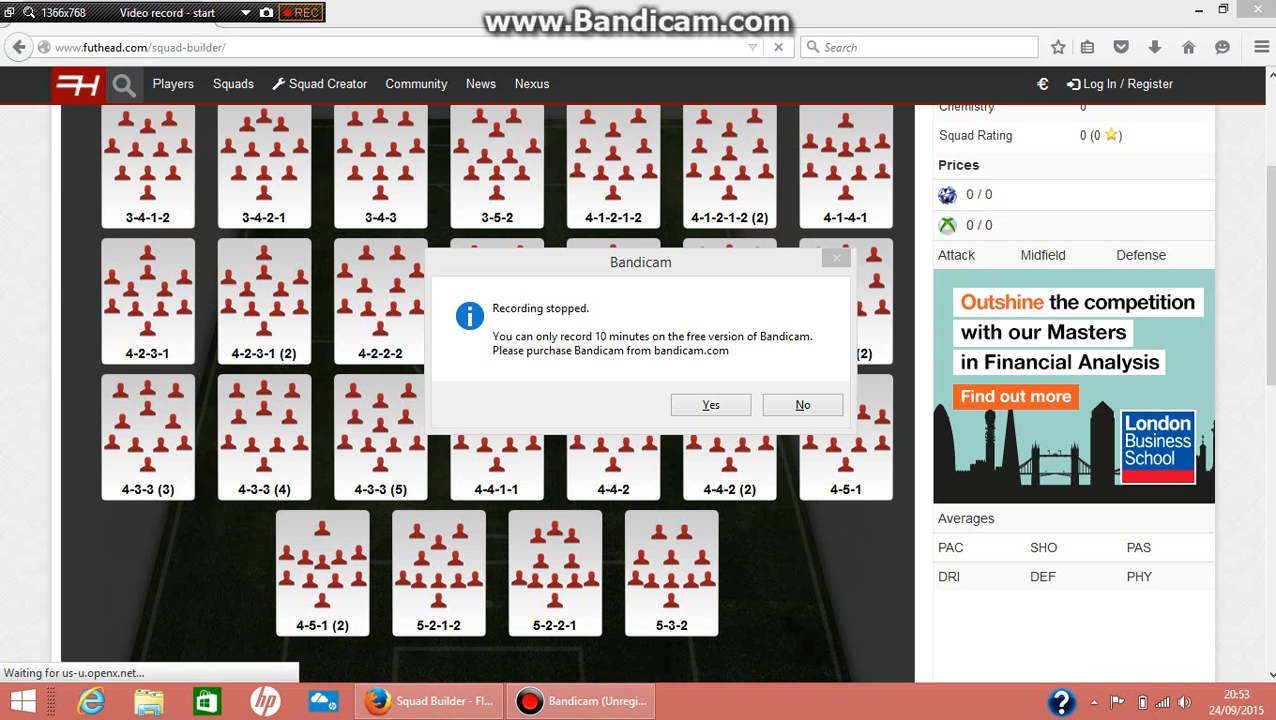 1366x768 Video record - start REC
www.Bandicam.com
www.futhead.com/squad-builder/ Search
FH Players Squads Squad Creator Community News Nexus € Log In / Register
Chemistry 0
Squad Rating 0 (0 )
Prices
0 / 0
0 / 0
Attack Midfield Defense
3-4-1-2 3-4-2-1 3-4-3 3-5-2 4-1-2-1-2 4-1-2-1-2 (2) 4-1-4-1
4-2-3-1 4-2-3-1 (2) 4-2-2-2 (2)
4-3-3 (3) 4-3-3 (4) 4-3-3 (5) 4-4-1-1 4-4-2 4-4-2 (2) 4-5-1
4-5-1 (2) 5-2-1-2 5-2-2-1 5-3-2
Bandicam
Recording stopped.
You can only record 10 minutes on the free version of Bandicam.
Please purchase Bandicam from bandicam.com
Yes No
Outshine the competition
with our Masters
in Financial Analysis
Find out more
London
Business
School
Averages
PAC SHO PAS
DRI DEF PHY
Waiting for us-u.openx.net...
Squad Builder - Fl... Bandicam (Unregi...
20:53
24/09/2015